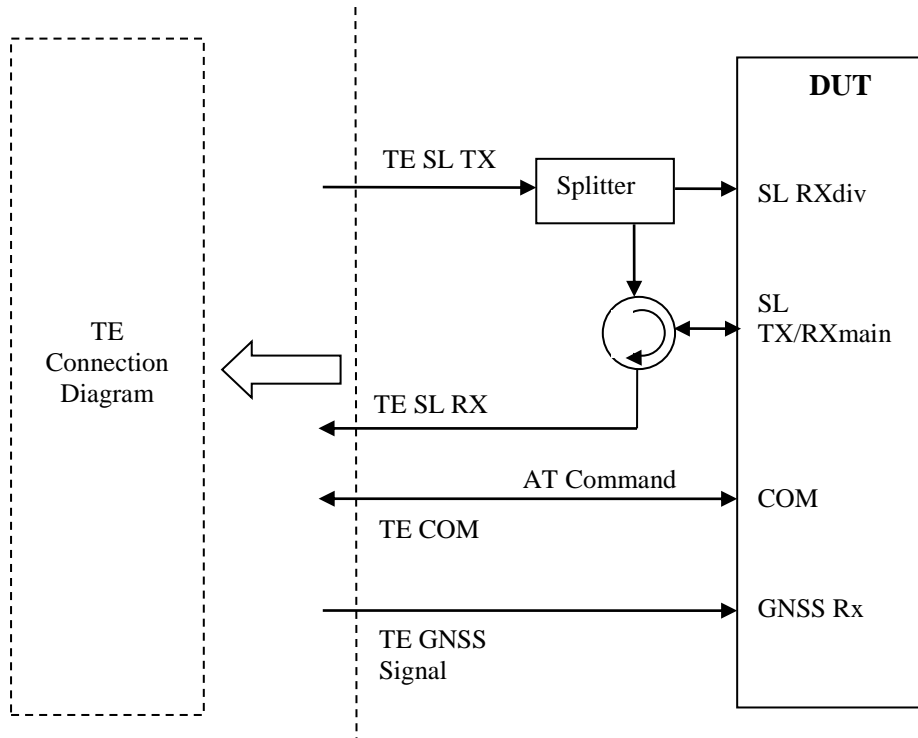 DUT
TE SL TX
Splitter
SL RXdiv
SL
TX/RXmain
TE
Connection
Diagram
TE SL RX
AT Command
COM
TE COM
GNSS Rx
TE GNSS
Signal